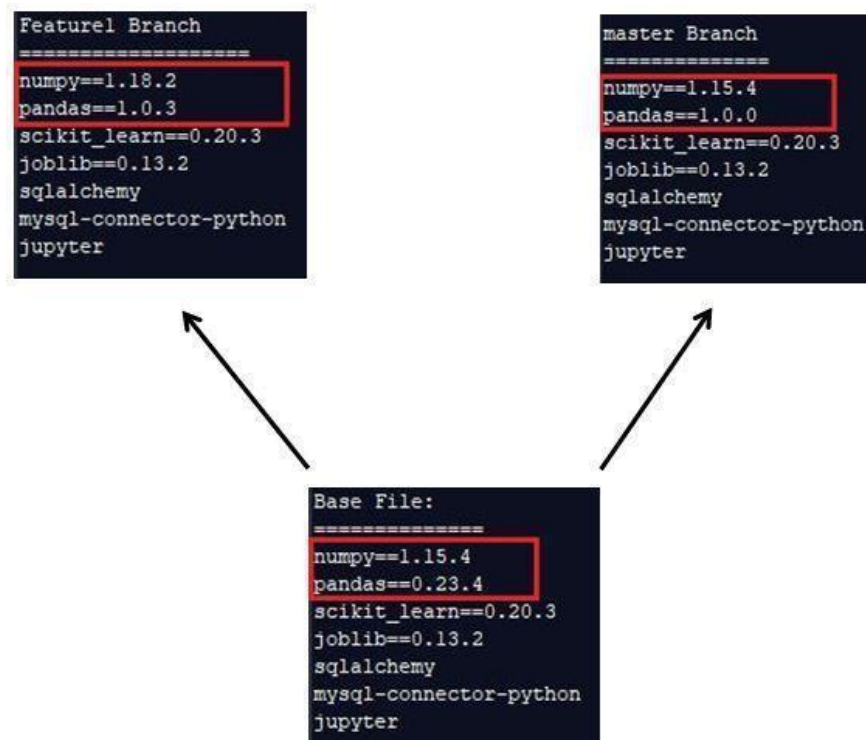 Feature1 Branch
===================
numpy==1.18.2
pandas==1.0.3
scikit_learn==0.20.3
joblib==0.13.2
sqlalchemy
mysql-connector-python
jupyter
master Branch
==============
numpy==1.15.4
pandas==1.0.0
scikit_learn==0.20.3
joblib==0.13.2
sqlalchemy
mysql-connector-python
jupyter
Base File:
==============
numpy==1.15.4
pandas==0.23.4
scikit_learn==0.20.3
joblib==0.13.2
sqlalchemy
mysql-connector-python
jupyter